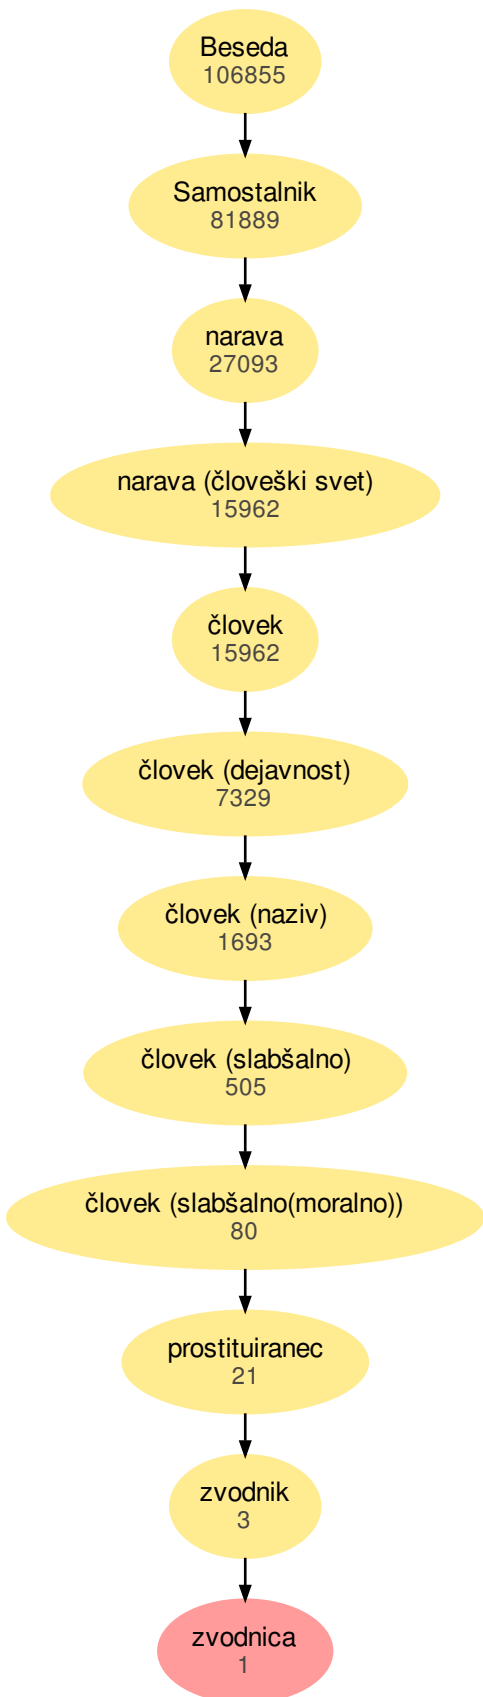 Beseda
106855
Samostalnik
81889
narava
27093
narava (človeški svet)
15962
človek
15962
človek (dejavnost)
7329
človek (naziv)
1693
človek (slabšalno)
505
človek (slabšalno(moralno))
80
prostituiranec
21
zvodnik
3
zvodnica
1